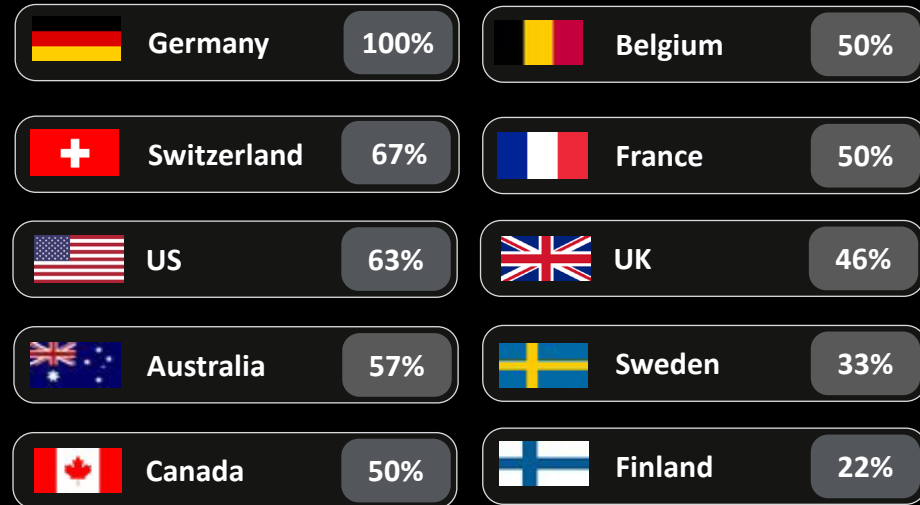 Germany 100%
Switzerland 67%
US 63%
Australia 57%
Canada 50%
Belgium 50%
France 50%
UK 46%
Sweden 33%
Finland 22%